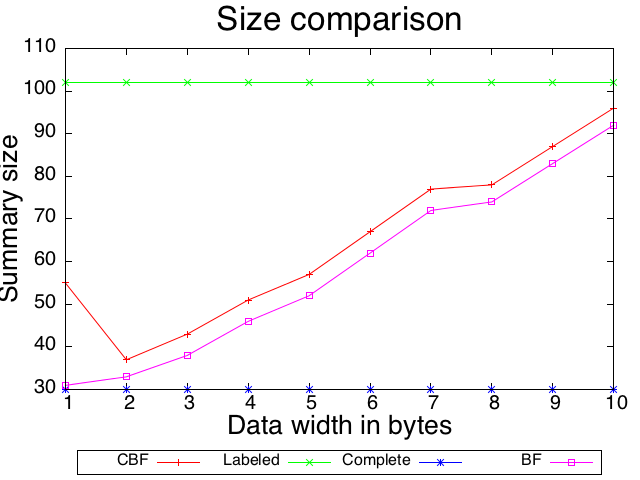 Size comparison
110
100
90
80
70
60
50
40
30
Summary size
1 2 3 4 5 6 7 8 9 10
Data width in bytes
CBF Labeled Complete BF